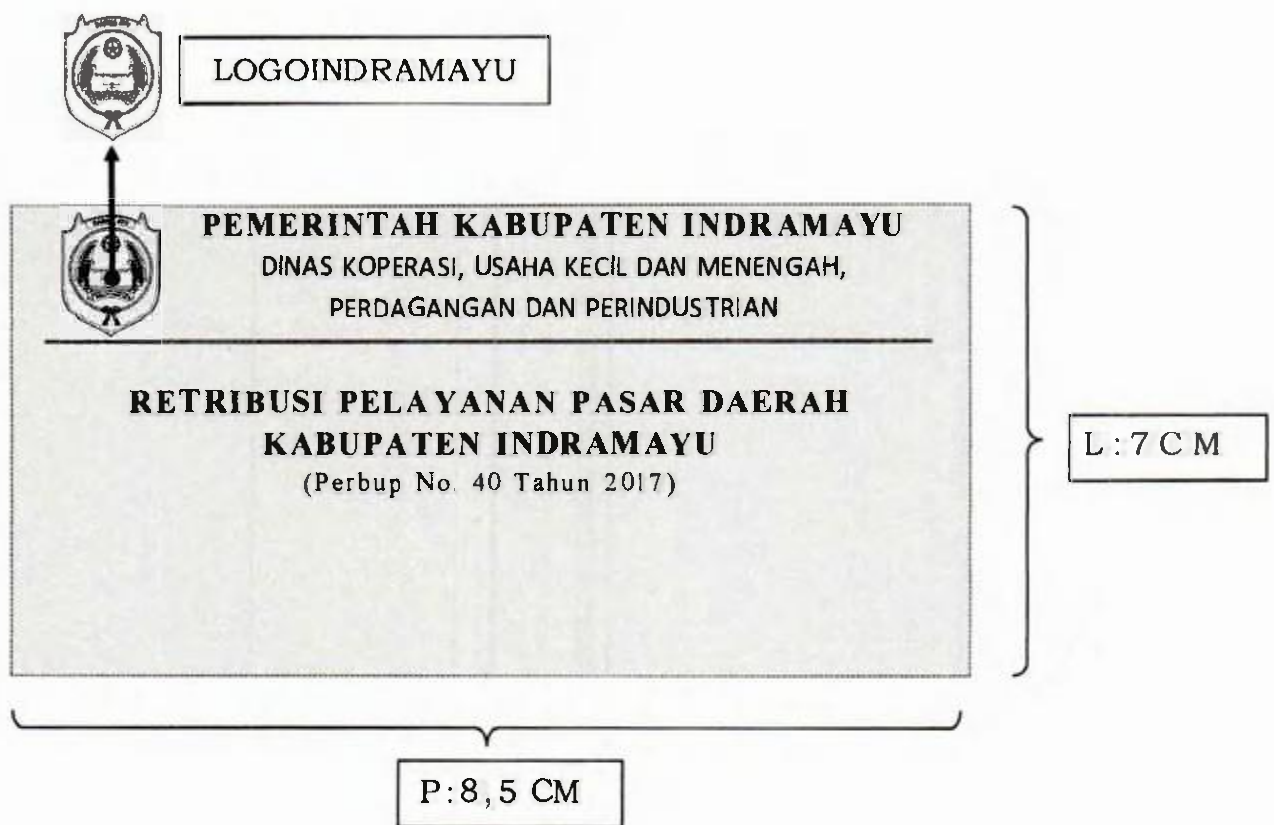 LOGOINDRAMAYU
PEMERINTAH KABUPATEN INDRAMAYU
DINAS KOPERASI, USAHA KECIL DAN MENENGAH,
PERDAGANGAN DAN PERINDUSTRIAN
RETRIBUSI PELAYANAN PASAR DAERAH
KABUPATEN INDRAMAYU
(Perbup No. 40 Tahun 2017)
L:7 CM
P:8,5 CM